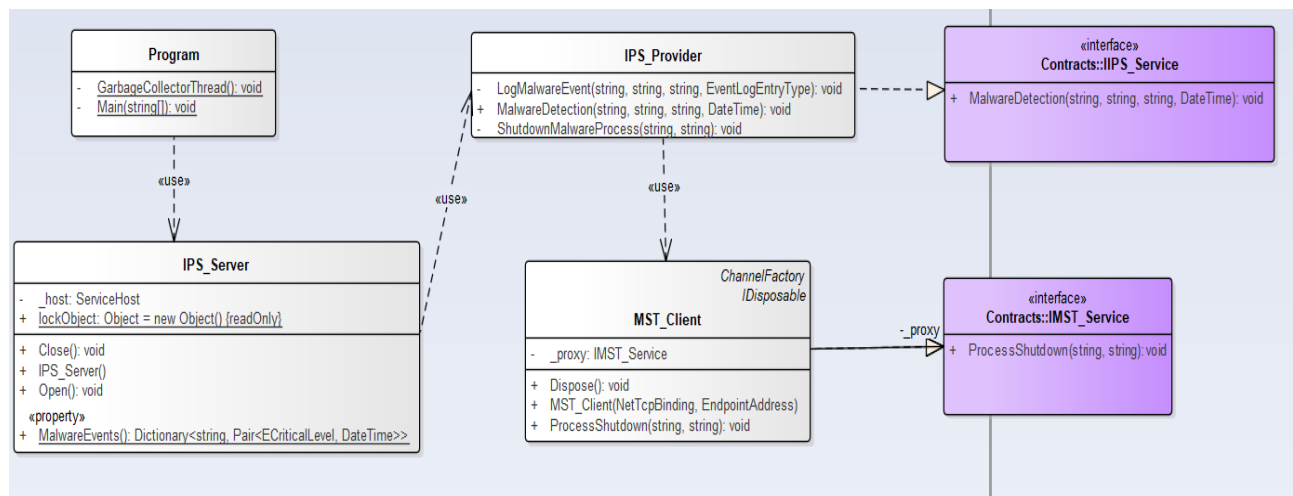 Program
- GarbageCollectorThread(): void
- Main(string[]): void
«use»
IPS_Server
- _host: ServiceHost
+ lockObject: Object = new Object() {readOnly}
+ Close(): void
+ IPS_Server()
+ Open(): void
«property»
+ MalwareEvents(): Dictionary<string, Pair<ECriticalLevel, DateTime>>
«use»
IPS_Provider
- LogMalwareEvent(string, string, string, EventLogEntryType): void
+ MalwareDetection(string, string, string, DateTime): void
- ShutdownMalwareProcess(string, string): void
«use»
ChannelFactory
IDisposable
MST_Client
- _proxy: IMST_Service
+ Dispose(): void
+ MST_Client(NetTcpBinding, EndpointAddress)
+ ProcessShutdown(string, string): void
-_proxy
«interface»
Contracts::IIPS_Service
+ MalwareDetection(string, string, string, DateTime): void
«interface»
Contracts::IMST_Service
+ ProcessShutdown(string, string): void